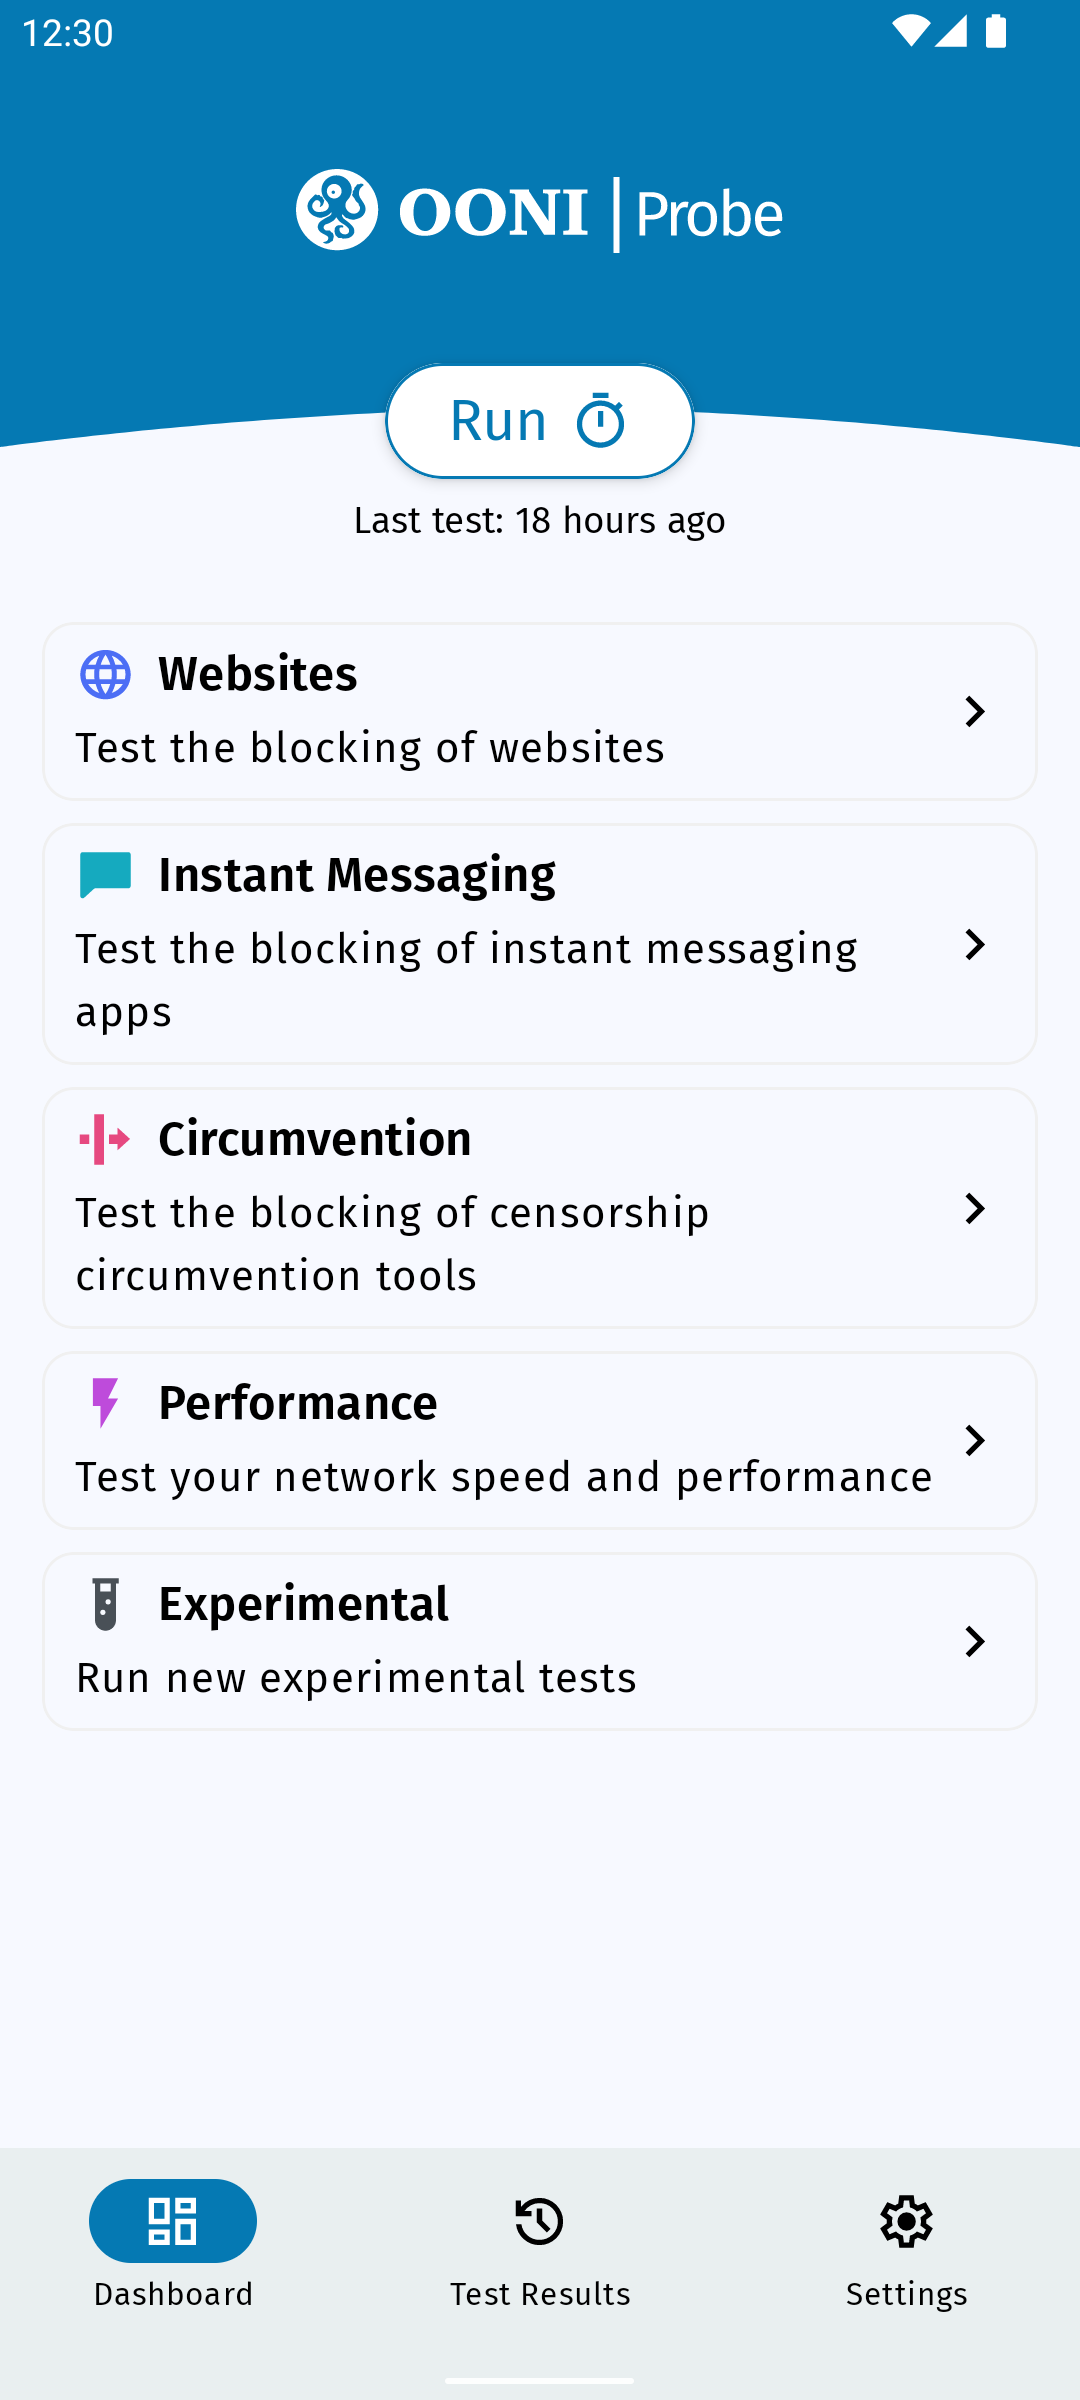 12:30
OONI | Probe
Run
Last test: 18 hours ago
Websites
Test the blocking of websites
Instant Messaging
Test the blocking of instant messaging
apps
Circumvention
Test the blocking of censorship
circumvention tools
Performance
Test your network speed and performance
Experimental
Run new experimental tests
Dashboard
Test Results
Settings